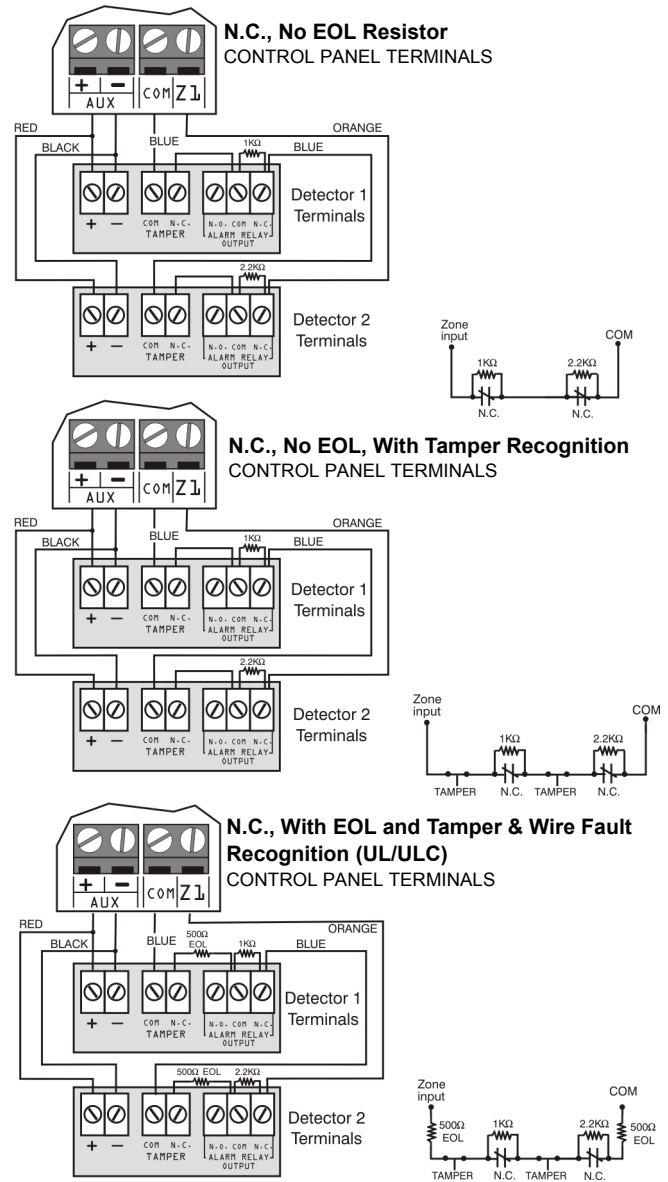 N.C., No EOL Resistor
CONTROL PANEL TERMINALS
+ −
AUX
COM Z1
RED
ORANGE
BLACK
BLUE
1KΩ
BLUE
Detector 1
Terminals
+ −
COM N.C.
TAMPER
N.O. COM N.C.
ALARM RELAY
OUTPUT
2.2KΩ
Detector 2
Terminals
+ −
COM N.C.
TAMPER
N.O. COM N.C.
ALARM RELAY
OUTPUT
Zone
input
COM
1KΩ
2.2KΩ
N.C.
N.C.
N.C., No EOL, With Tamper Recognition
CONTROL PANEL TERMINALS
+ −
AUX
COM Z1
RED
ORANGE
BLACK
BLUE
1KΩ
BLUE
Detector 1
Terminals
+ −
COM N.C.
TAMPER
N.O. COM N.C.
ALARM RELAY
OUTPUT
2.2KΩ
Detector 2
Terminals
+ −
COM N.C.
TAMPER
N.O. COM N.C.
ALARM RELAY
OUTPUT
Zone
input
COM
1KΩ
2.2KΩ
TAMPER N.C. TAMPER N.C.
N.C., With EOL and Tamper & Wire Fault
Recognition (UL/ULC)
CONTROL PANEL TERMINALS
+ −
AUX
COM Z1
RED
ORANGE
BLACK
BLUE
500Ω
EOL
1KΩ
BLUE
Detector 1
Terminals
+ −
COM N.C.
TAMPER
N.O. COM N.C.
ALARM RELAY
OUTPUT
500Ω EOL 2.2KΩ
Detector 2
Terminals
+ −
COM N.C.
TAMPER
N.O. COM N.C.
ALARM RELAY
OUTPUT
Zone
input
COM
500Ω
EOL
1KΩ
2.2KΩ
500Ω
EOL
TAMPER N.C. TAMPER N.C.